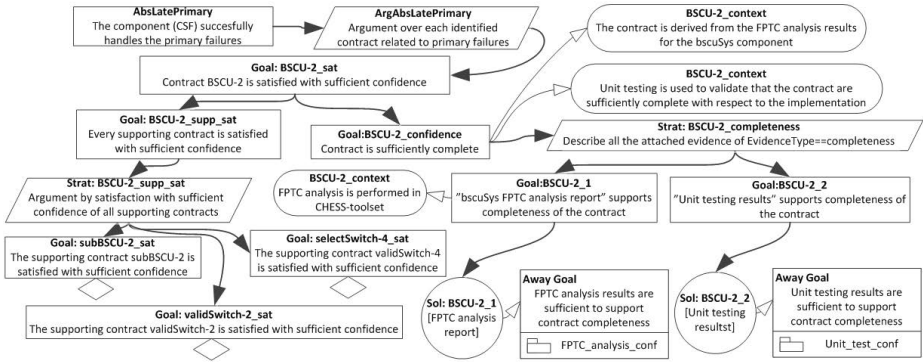 AbsLatePrimary
The component (CSF) succesfully
handles the primary failures
ArgAbsLatePrimary
Argument over each identified
contract related to primary failures
BSCU-2_context
The contract is derived from the FPTC analysis results
for the bscuSys component
Goal: BSCU-2_sat
Contract BSCU-2 is satisfied with sufficient confidence
BSCU-2_context
Unit testing is used to validate that the contract are
sufficiently complete with respect to the implementation
Goal: BSCU-2_supp_sat
Every supporting contract is satisfied
with sufficient confidence
Goal:BSCU-2_confidence
Contract is sufficiently complete
Strat: BSCU-2_completeness
Describe all the attached evidence of EvidenceType==completeness
Strat: BSCU-2_supp_sat
Argument by satisfaction with sufficient
confidence of all supporting contracts
BSCU-2_context
FPTC analysis is performed in
CHESS-toolset
Goal:BSCU-2_1
”bscuSys FPTC analysis report” supports
completeness of the contract
Goal:BSCU-2_2
”Unit testing results” supports completeness of
the contract
Goal: subBSCU-2_sat
The supporting contract subBSCU-2 is
satisfied with sufficient confidence
Goal: selectSwitch-4_sat
The supporting contract validSwitch-4
is satisfied with sufficient confidence
Goal: validSwitch-2_sat
The supporting contract validSwitch-2 is satisfied with sufficient confidence
Sol: BSCU-2_1
[FPTC analysis
report]
Away Goal
FPTC analysis results are
sufficient to support
contract completeness
FPTC_analysis_conf
Sol: BSCU-2_2
[Unit testing
resultst]
Away Goal
Unit testing results are
sufficient to support
contract completeness
Unit_test_conf